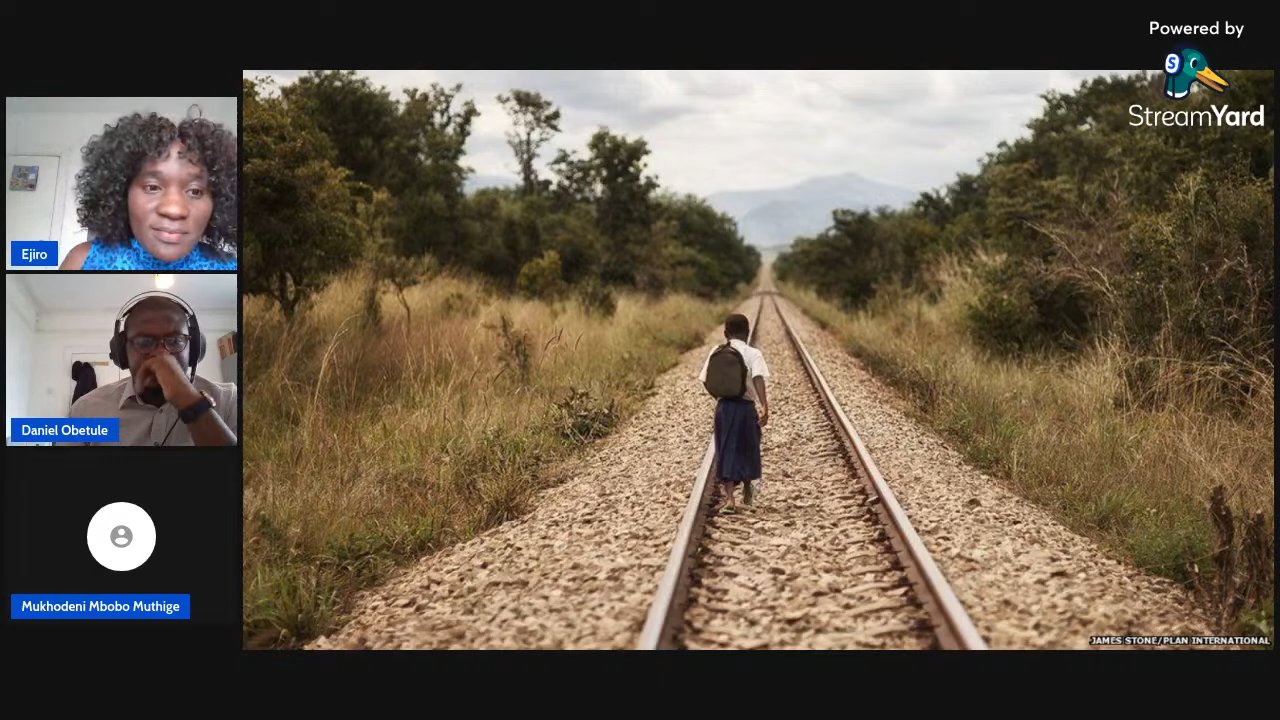 Powered by
S
StreamYard
Ejiro
Daniel Obetule
Mukhodeni Mbobo Muthige
JAMES STONE/PLAN INTERNATIONAL